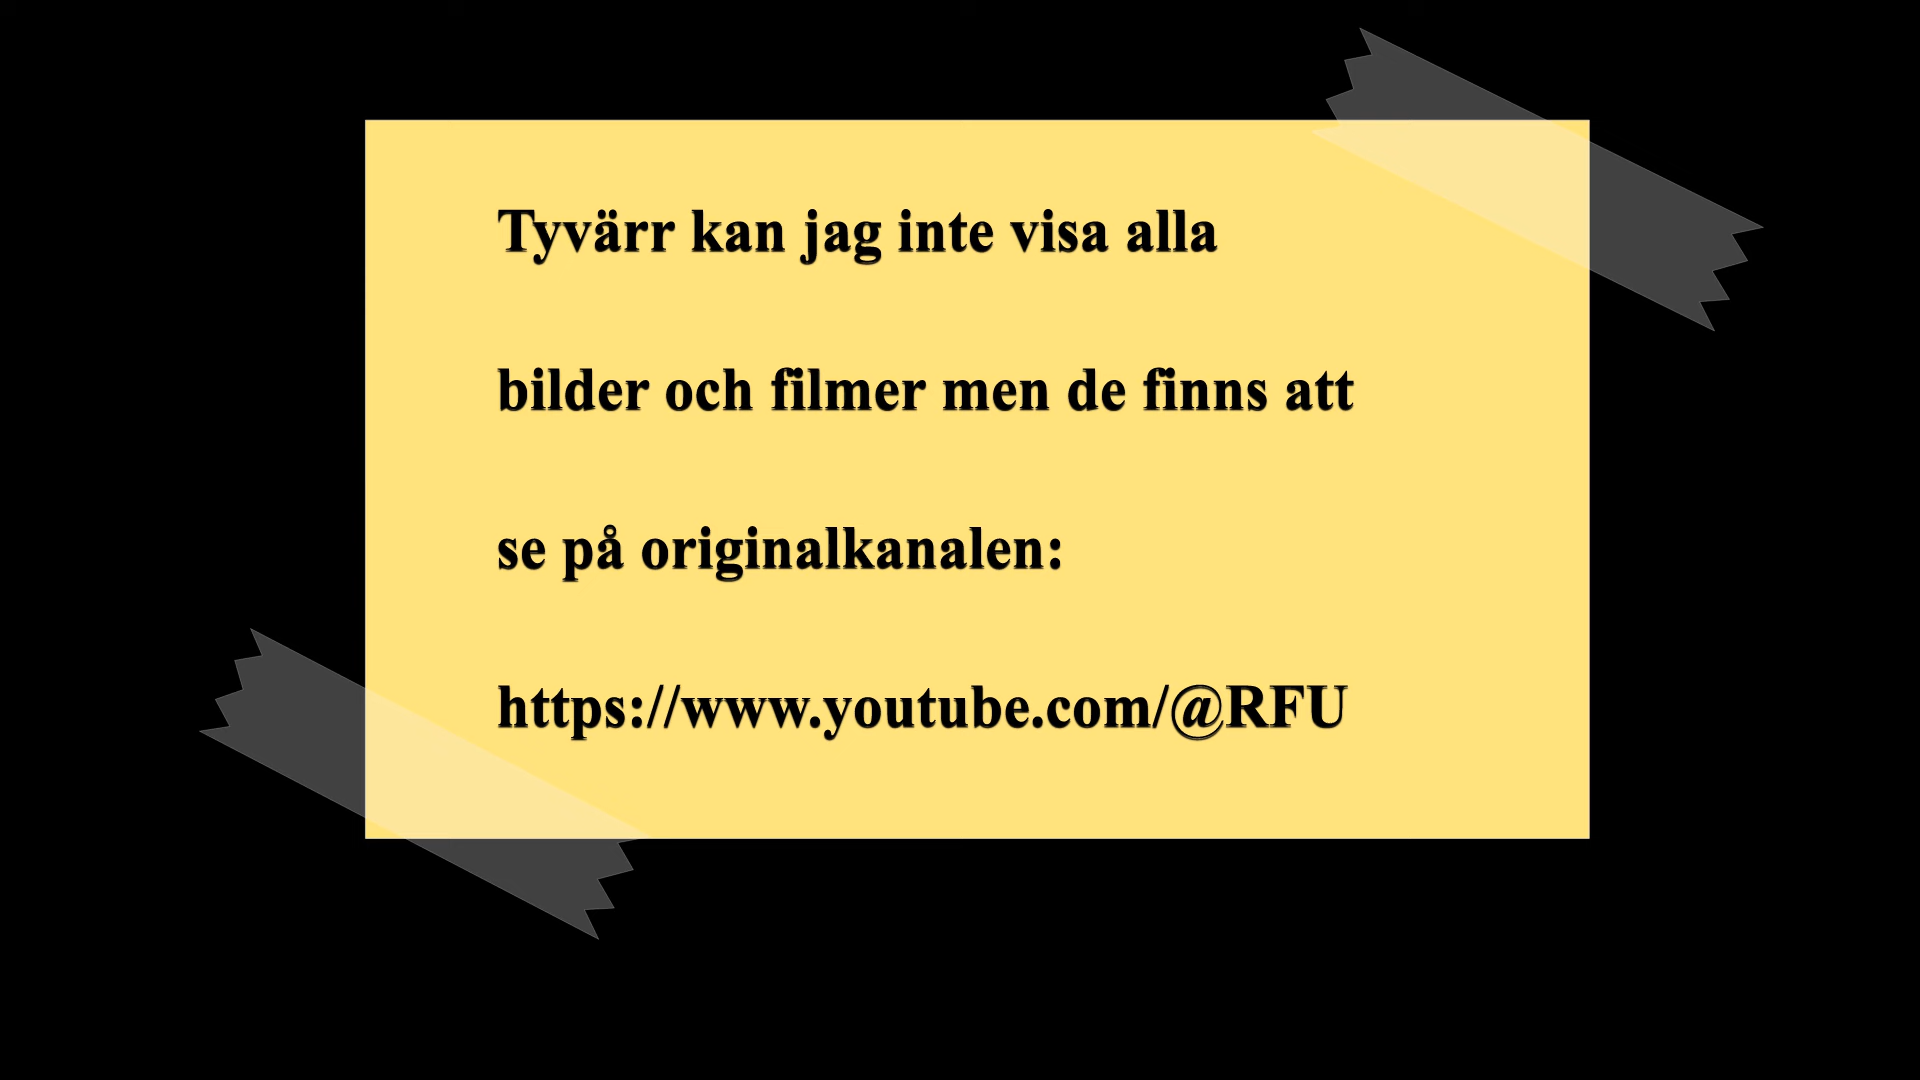 Tyvärr kan jag inte visa alla
bilder och filmer men de finns att
se på originalkanalen:
https://www.youtube.com/@RFU